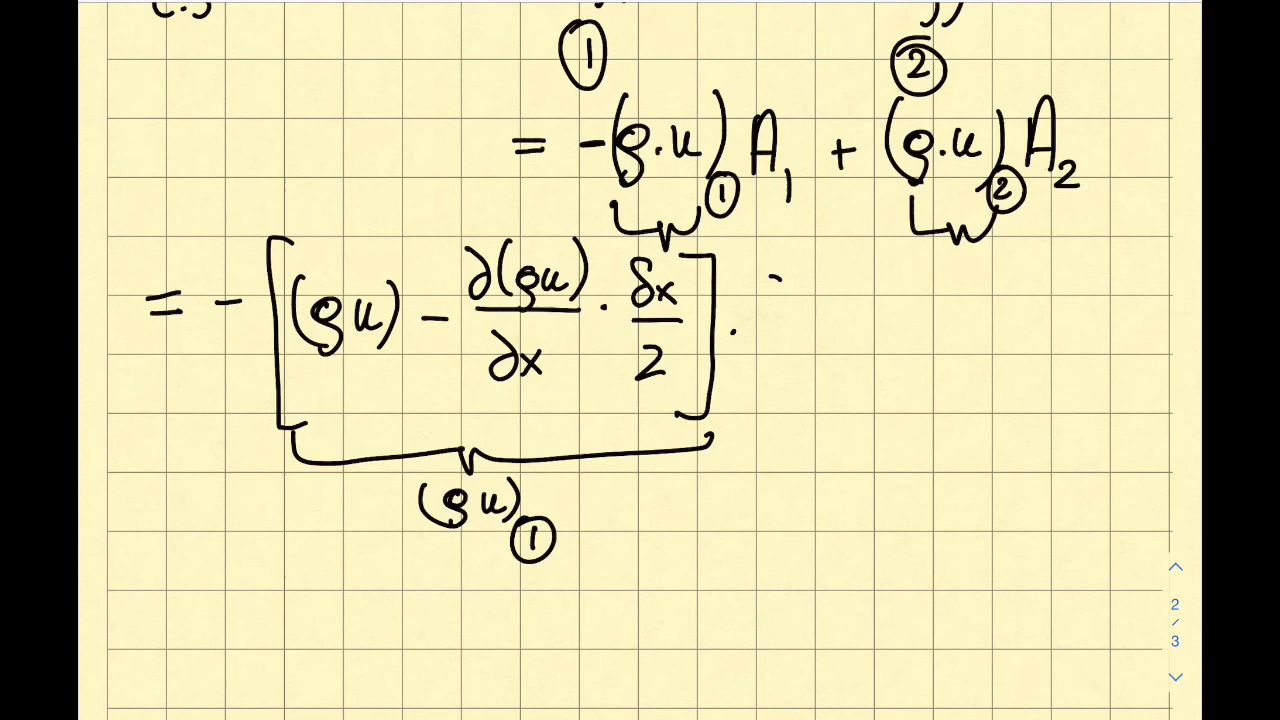 ① ②
= -(ρ.u)① A₁ + (ρ.u)② A₂
= - [(ρu) - ∂(ρu)/∂x . δx/2] .
(ρu)①
2/3